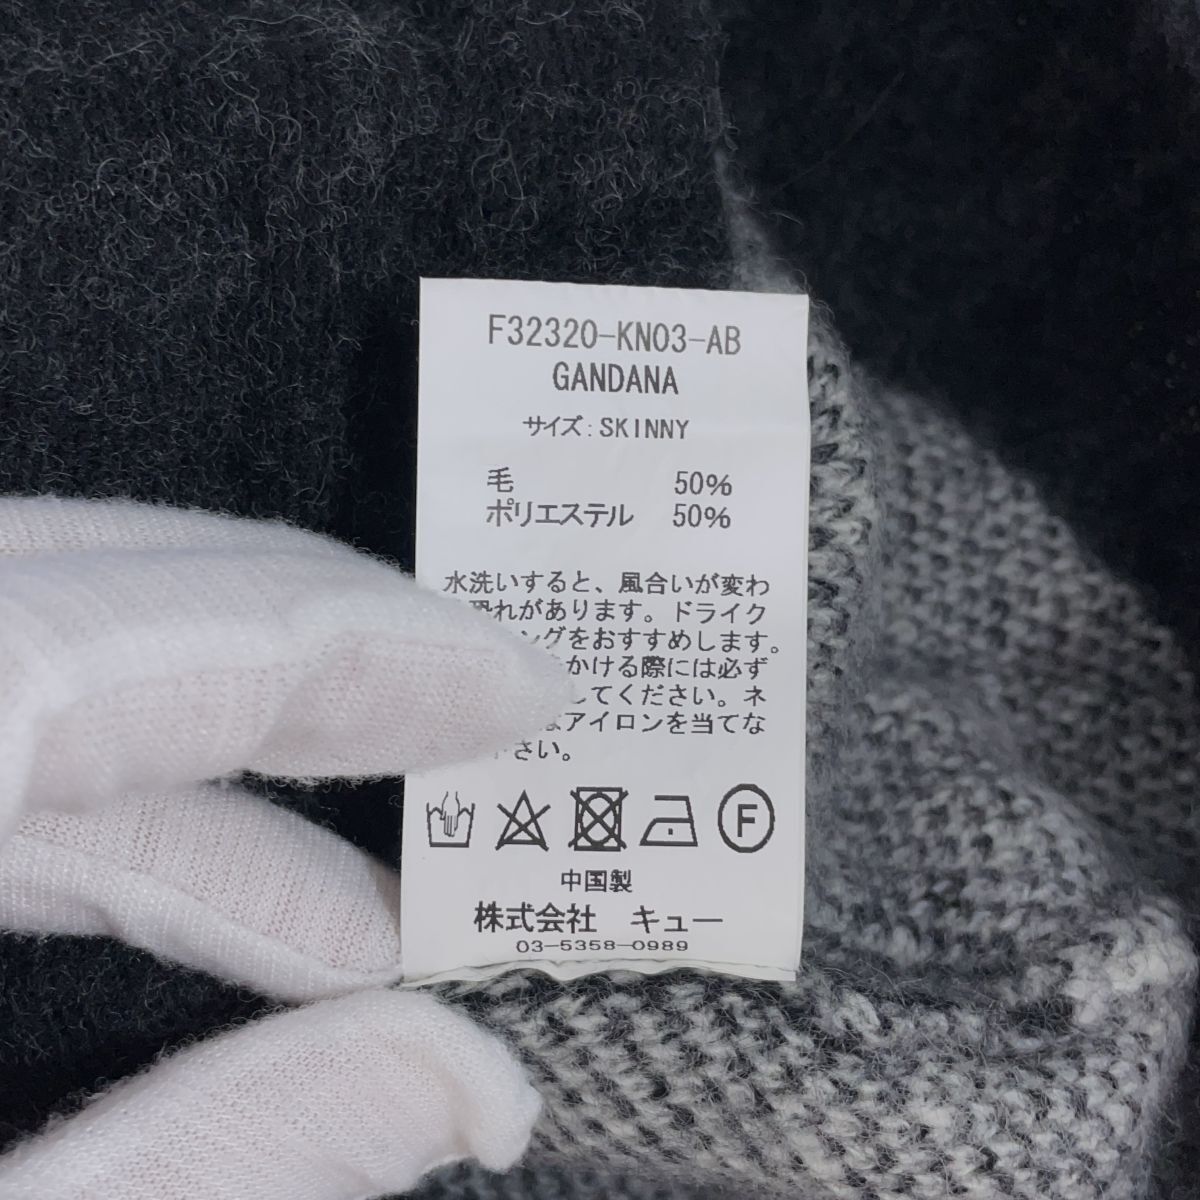 F32320-KN03-AB
GANDANA
サイズ:SKINNY
毛 50%
ポリエステル 50%
水洗いすると、風合いが変わ
恐れがあります。ドライク
ングをおすすめします。
かける際には必ず
してください。ネ
アイロンを当てな
さい。
F
中国製
株式会社 キュー
03-5358-0989